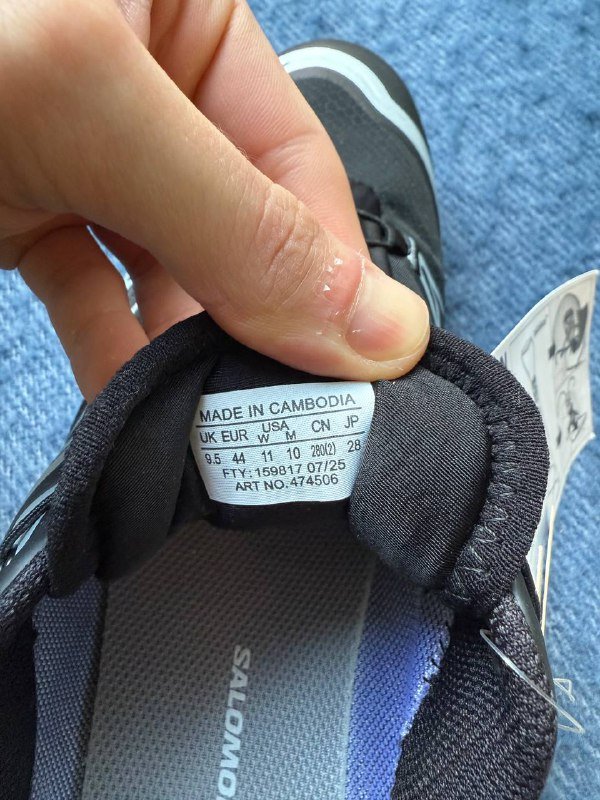 MADE IN CAMBODIA
USA
UK EUR W M CN JP
9.5 44 11 10 280(2) 28
FTY:159817 07/25
ART NO.474506
SALOMON